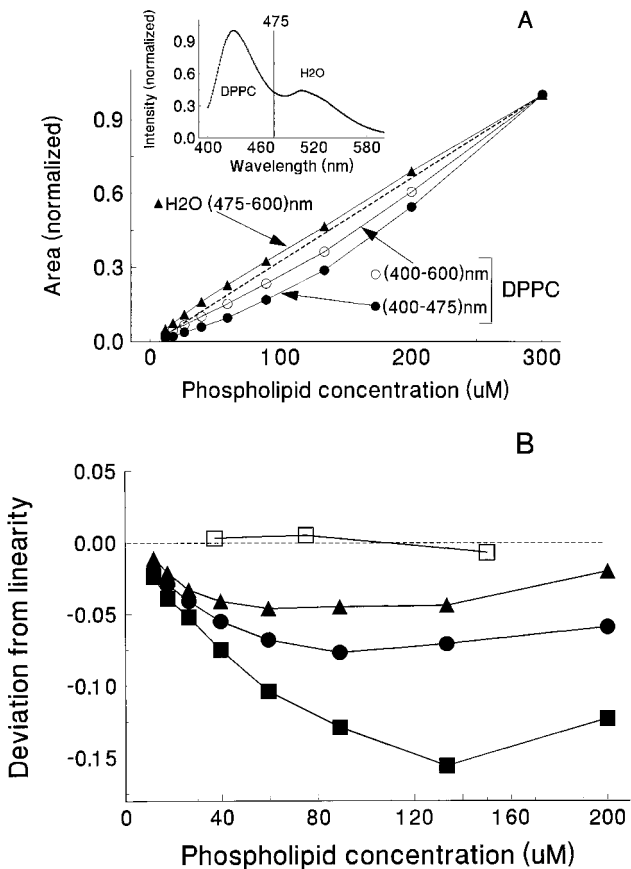 A
475
0.9
0.6
0.3
0.0
Intensity (normalized)
DPPC
H2O
400
460
520
580
Wavelength (nm)
Area (normalized)
0.9
0.6
0.3
0.0
▲ H2O (475-600)nm
○ (400-600)nm
● (400-475)nm
DPPC
0
100
200
300
Phospholipid concentration (uM)
B
Deviation from linearity
0.05
0.00
-0.05
-0.10
-0.15
0
40
80
120
160
200
Phospholipid concentration (uM)